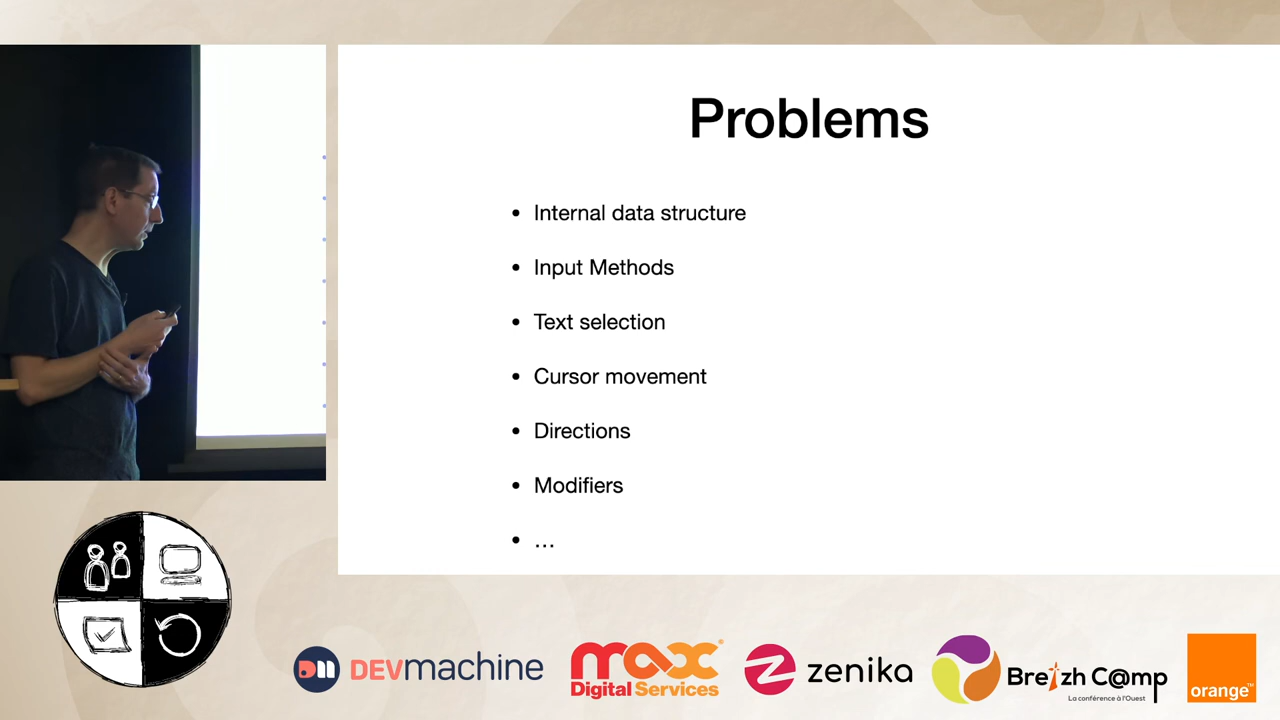 Problems
• Internal data structure
• Input Methods
• Text selection
• Cursor movement
• Directions
• Modifiers
• …
DEVmachine
max
Digital Services
zenika
Breizh C@mp
La conférence à l'Ouest
orange™